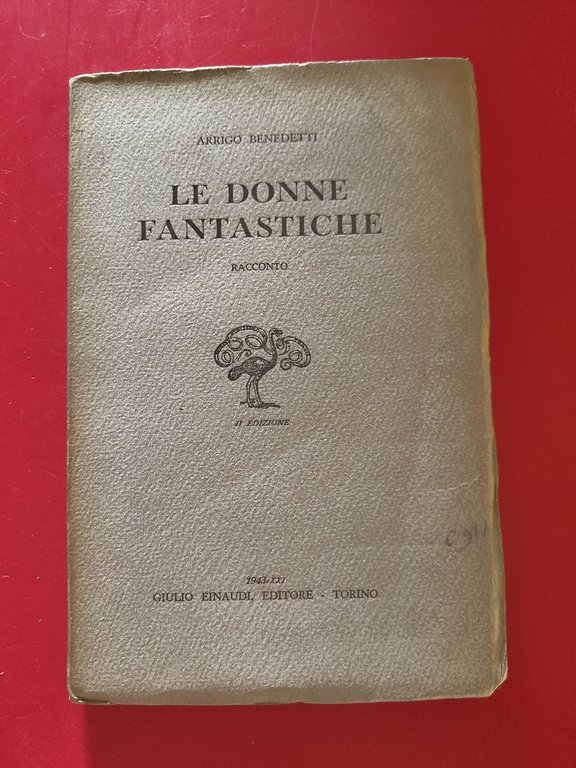 ARRIGO BENEDETTI
LE DONNE
FANTASTICHE
RACCONTO
II EDIZIONE
1943-XXI
GIULIO EINAUDI, EDITORE - TORINO